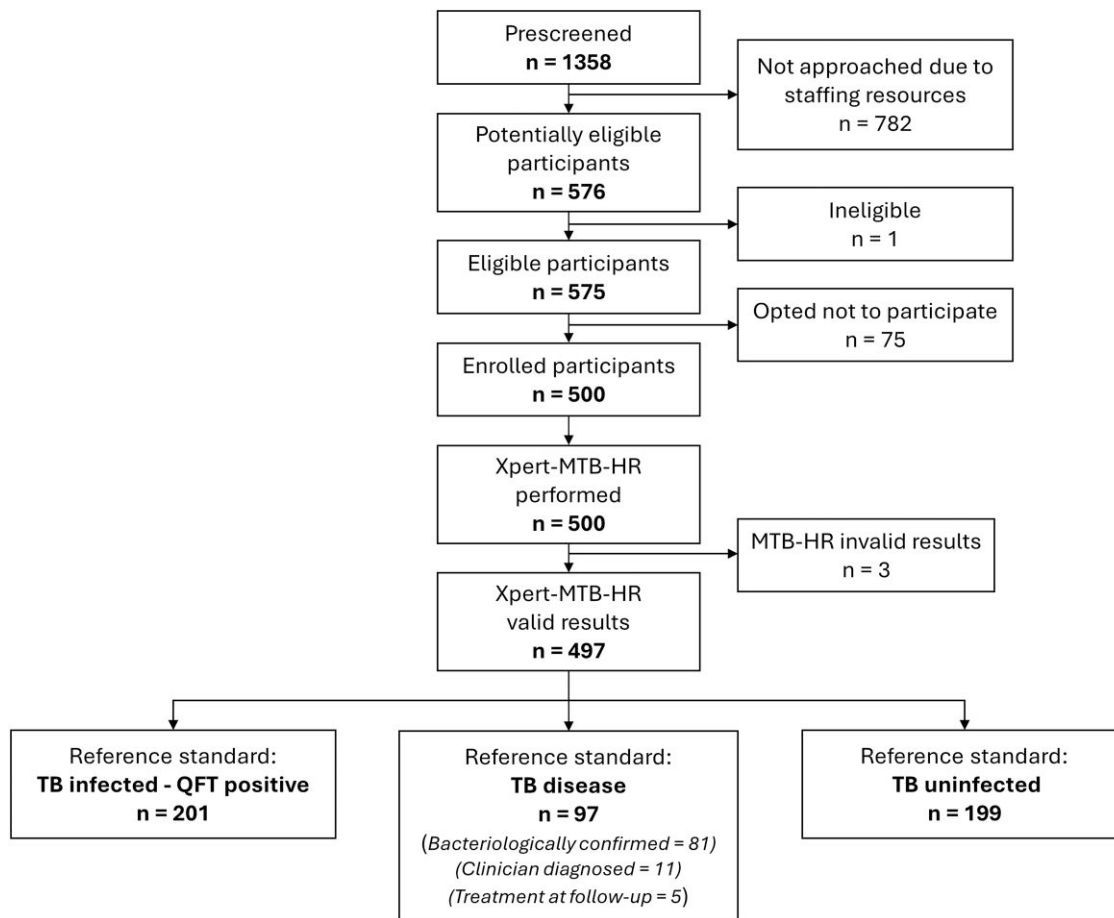 Prescreened
n = 1358
Not approached due to
staffing resources
n = 782
Potentially eligible
participants
n = 576
Ineligible
n = 1
Eligible participants
n = 575
Opted not to participate
n = 75
Enrolled participants
n = 500
Xpert-MTB-HR
performed
n = 500
MTB-HR invalid results
n = 3
Xpert-MTB-HR
valid results
n = 497
Reference standard:
TB infected - QFT positive
n = 201
Reference standard:
TB disease
n = 97
(Bacteriologically confirmed = 81)
(Clinician diagnosed = 11)
(Treatment at follow-up = 5)
Reference standard:
TB uninfected
n = 199